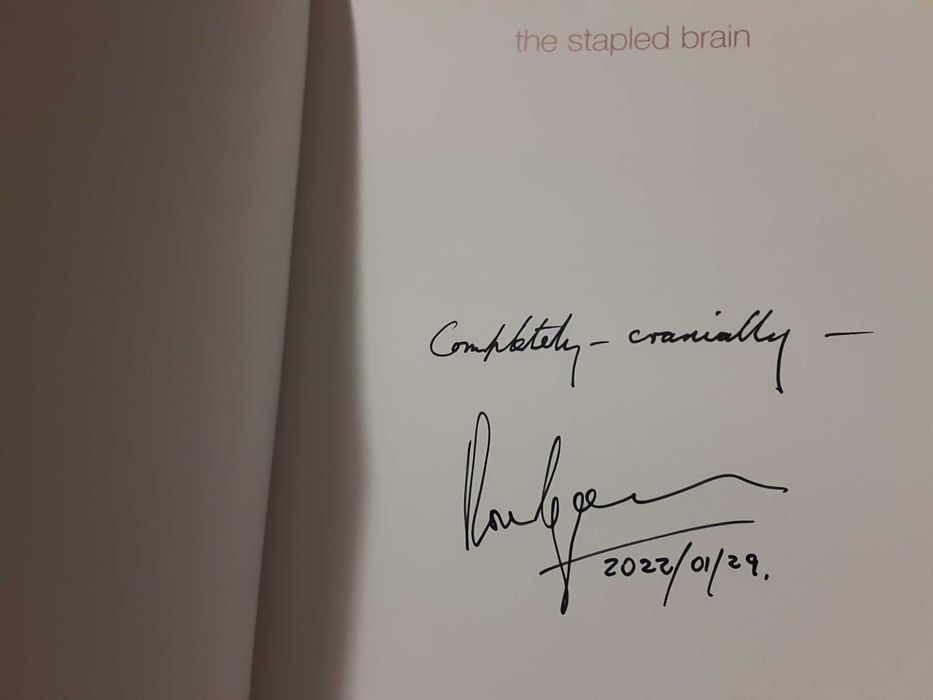 the stapled brain
Completely – cranially —
2022/01/29.